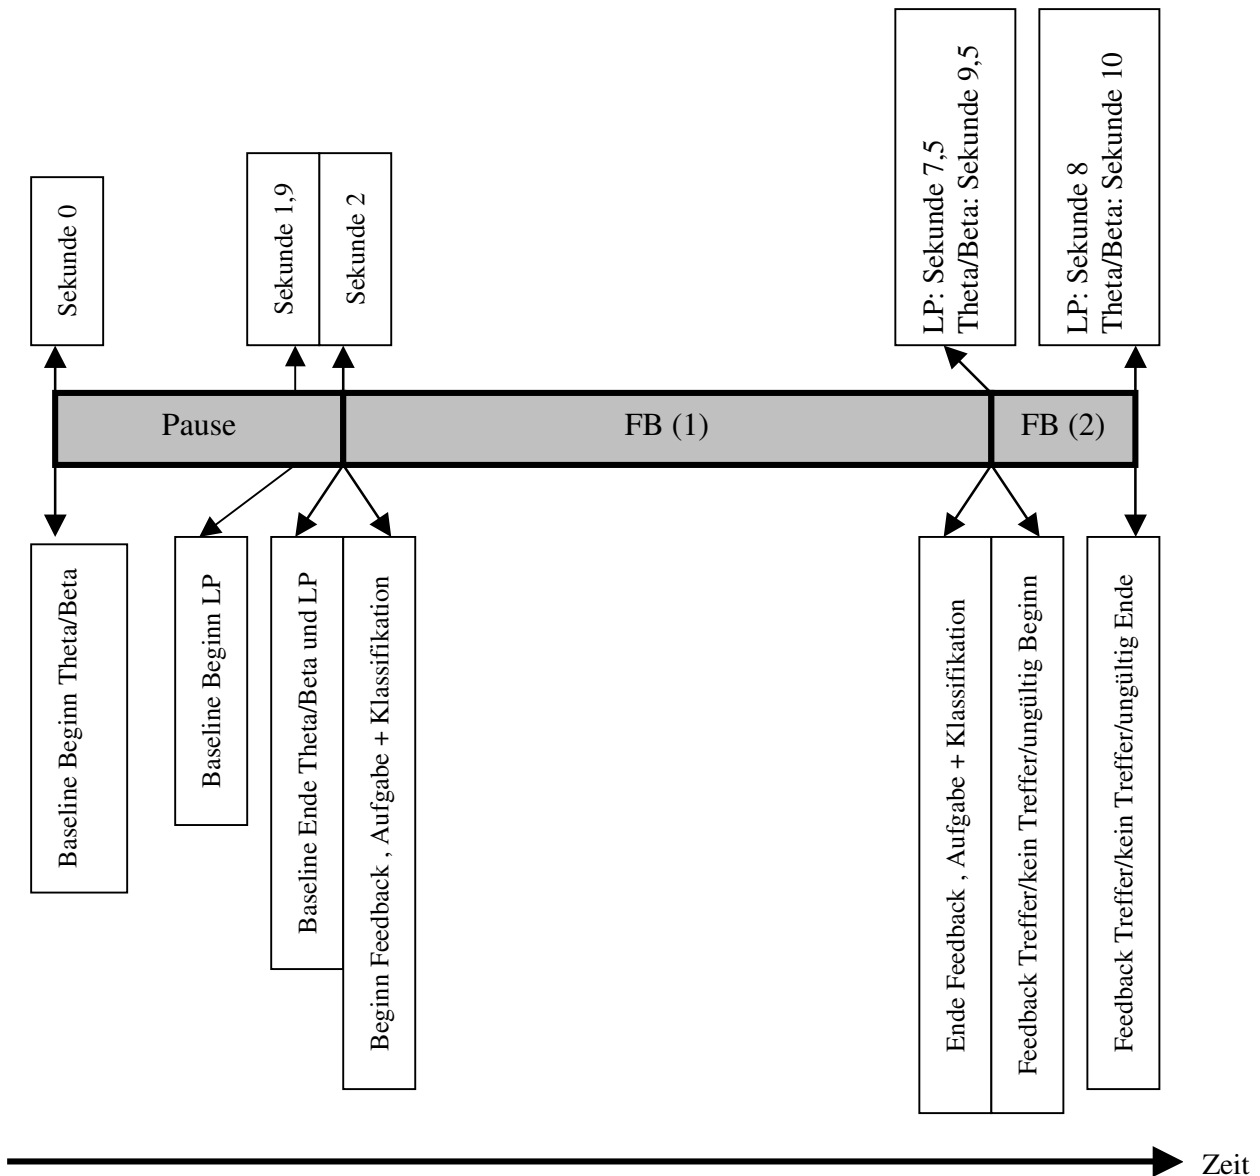 Sekunde 0
Sekunde 1,9
Sekunde 2
LP: Sekunde 7,5
Theta/Beta: Sekunde 9,5
LP: Sekunde 8
Theta/Beta: Sekunde 10
Pause
FB (1)
FB (2)
Baseline Beginn Theta/Beta
Baseline Beginn LP
Baseline Ende Theta/Beta und LP
Beginn Feedback , Aufgabe + Klassifikation
Ende Feedback , Aufgabe + Klassifikation
Feedback Treffer/kein Treffer/ungültig Beginn
Feedback Treffer/kein Treffer/ungültig Ende
Zeit